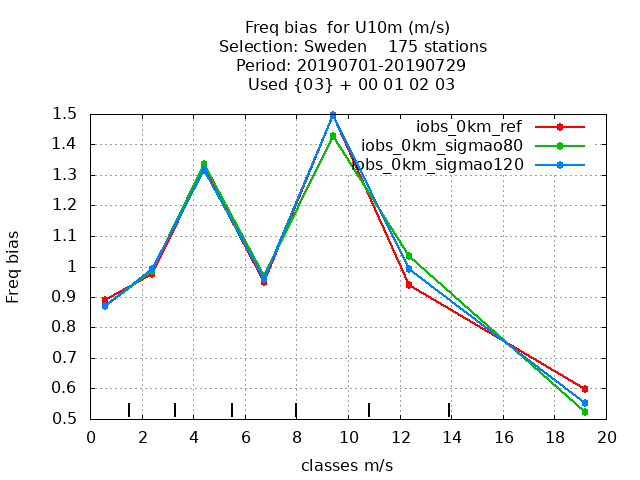 Freq bias  for U10m (m/s)
Selection: Sweden    175 stations
Period: 20190701-20190729
Used {03} + 00 01 02 03
iobs_0km_ref
iobs_0km_sigmao80
iobs_0km_sigmao120
Freq bias
1.5
1.4
1.3
1.2
1.1
1
0.9
0.8
0.7
0.6
0.5
0 2 4 6 8 10 12 14 16 18 20
classes m/s